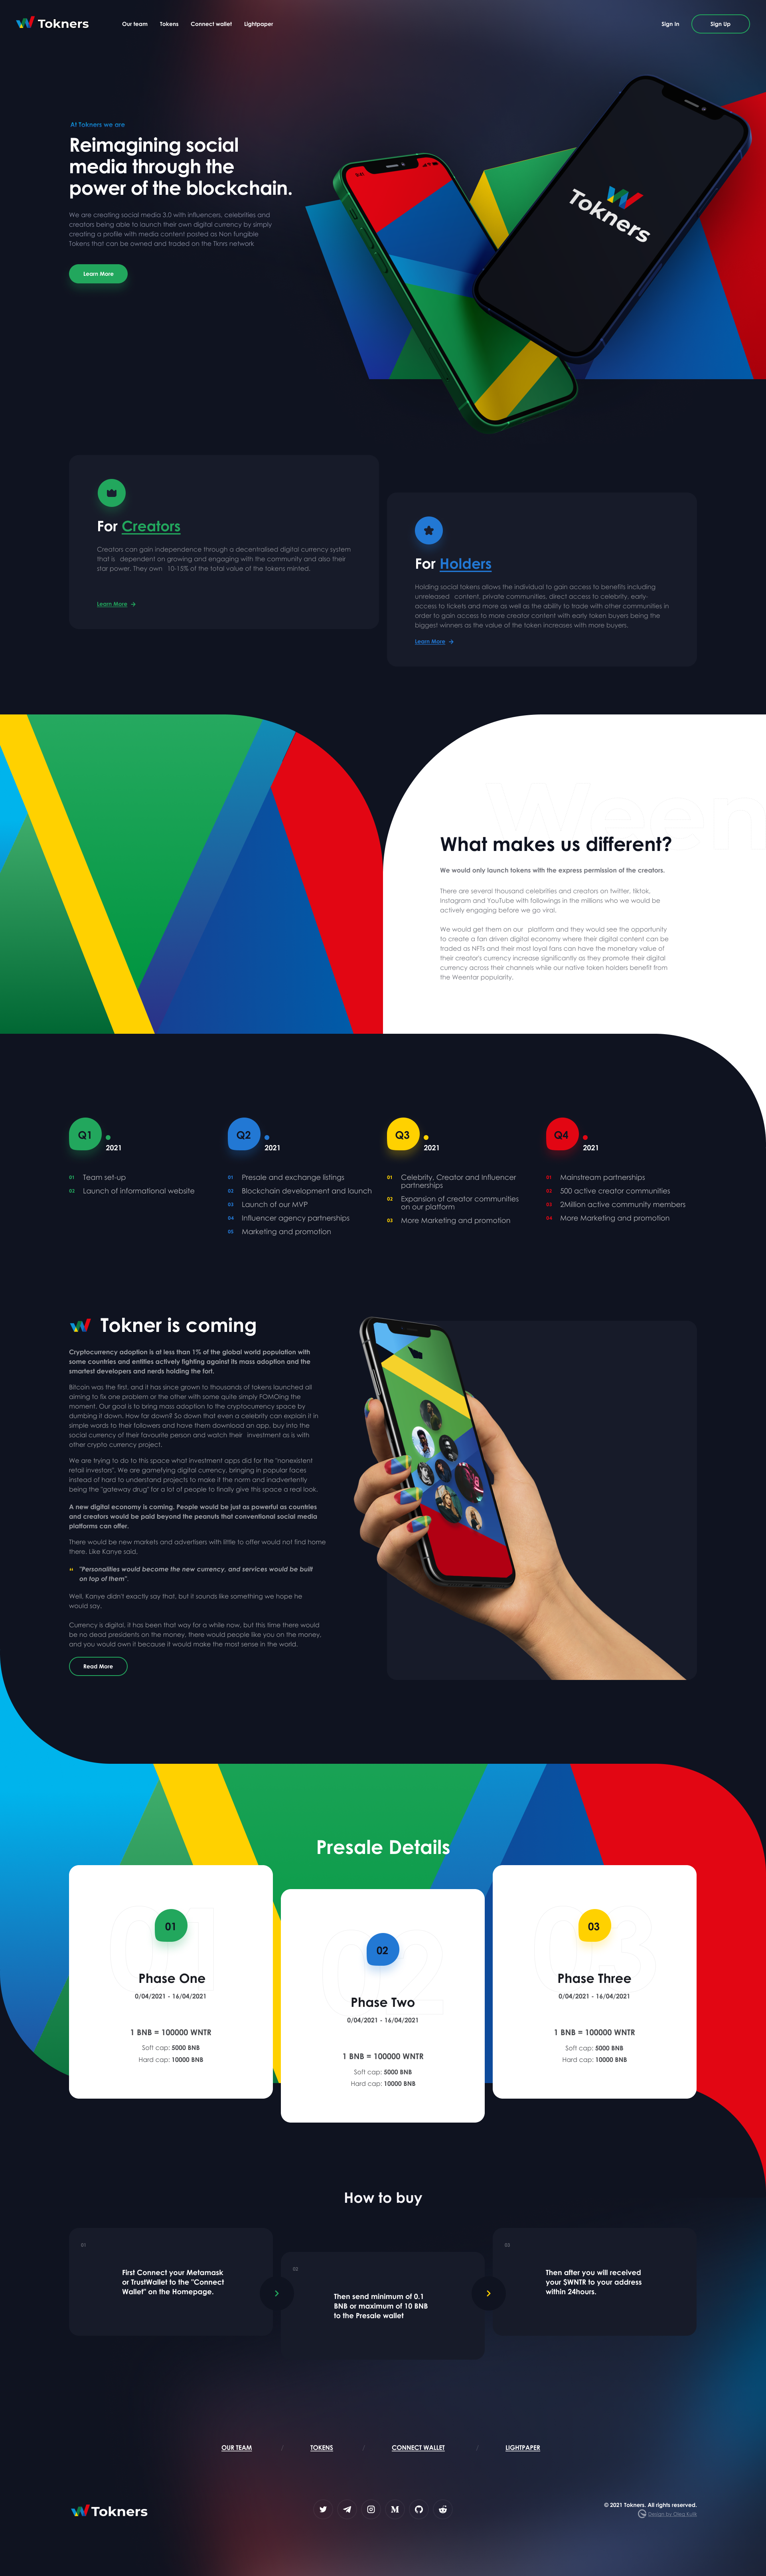 Tokners
Our team
Tokens
Connect wallet
Lightpaper
Sign In
Sign Up
At Tokners we are
Reimagining social
media through the
power of the blockchain.
We are creating social media 3.0 with influencers, celebrities and
creators being able to launch their own digital currency by simply
creating a profile with media content posted as Non fungible
Tokens that can be owned and traded on the Tknrs network
Learn More
Tokners
For Creators
Creators can gain independence through a decentralised digital currency system
that is dependent on growing and engaging with the community and also their
star power. They own 10-15% of the total value of the tokens minted.
Learn More
For Holders
Holding social tokens allows the individual to gain access to benefits including
unreleased content, private communities, direct access to celebrity, early-
access to tickets and more as well as the ability to trade with other communities in
order to gain access to more creator content with early token buyers being the
biggest winners as the value of the token increases with more buyers.
Learn More
Ween
What makes us different?
We would only launch tokens with the express permission of the creators.
There are several thousand celebrities and creators on twitter, tiktok,
Instagram and YouTube with followings in the millions who we would be
actively engaging before we go viral.
We would get them on our platform and they would see the opportunity
to create a fan driven digital economy where their digital content can be
traded as NFTs and their most loyal fans can have the monetary value of
their creator's currency increase significantly as they promote their digital
currency across their channels while our native token holders benefit from
the Weentar popularity.
Q1
2021
01 Team set-up
02 Launch of informational website
Q2
2021
01 Presale and exchange listings
02 Blockchain development and launch
03 Launch of our MVP
04 Influencer agency partnerships
05 Marketing and promotion
Q3
2021
01 Celebrity, Creator and Influencer
partnerships
02 Expansion of creator communities
on our platform
03 More Marketing and promotion
Q4
2021
01 Mainstream partnerships
02 500 active creator communities
03 2Million active community members
04 More Marketing and promotion
Tokner is coming
Cryptocurrency adoption is at less than 1% of the global world population with
some countries and entities actively fighting against its mass adoption and the
smartest developers and nerds holding the fort.
Bitcoin was the first, and it has since grown to thousands of tokens launched all
aiming to fix one problem or the other with some quite simply FOMOing the
moment. Our goal is to bring mass adoption to the cryptocurrency space by
dumbing it down, How far down? So down that even a celebrity can explain it in
simple words to their followers and have them download an app, buy into the
social currency of their favourite person and watch their investment as is with
other crypto currency project.
We are trying to do to this space what investment apps did for the "nonexistent
retail investors". We are gamefying digital currency, bringing in popular faces
instead of hard to understand projects to make it the norm and inadvertently
being the "gateway drug" for a lot of people to finally give this space a real look.
A new digital economy is coming. People would be just as powerful as countries
and creators would be paid beyond the peanuts that conventional social media
platforms can offer.
There would be new markets and advertisers with little to offer would not find home
there. Like Kanye said,
"Personalities would become the new currency, and services would be built
on top of them".
Well, Kanye didn't exactly say that, but it sounds like something we hope he
would say.
Currency is digital, it has been that way for a while now, but this time there would
be no dead presidents on the money, there would people like you on the money,
and you would own it because it would make the most sense in the world.
Read More
Presale Details
01
01
Phase One
0/04/2021 - 16/04/2021
1 BNB = 100000 WNTR
Soft cap: 5000 BNB
Hard cap: 10000 BNB
02
02
Phase Two
0/04/2021 - 16/04/2021
1 BNB = 100000 WNTR
Soft cap: 5000 BNB
Hard cap: 10000 BNB
03
03
Phase Three
0/04/2021 - 16/04/2021
1 BNB = 100000 WNTR
Soft cap: 5000 BNB
Hard cap: 10000 BNB
How to buy
01
First Connect your Metamask
or TrustWallet to the "Connect
Wallet" on the Homepage.
02
Then send minimum of 0.1
BNB or maximum of 10 BNB
to the Presale wallet
Then after you will received
your $WNTR to your address
within 24hours.
OUR TEAM / TOKENS / CONNECT WALLET / LIGHTPAPER
Tokners
© 2021 Tokners. All rights reserved.
Design by Oleg Kulik